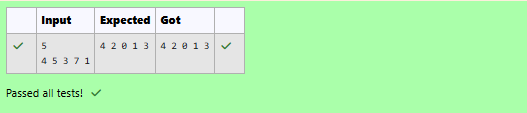 Input Expected Got
5 4 2 0 1 3 4 2 0 1 3
4 5 3 7 1
Passed all tests!